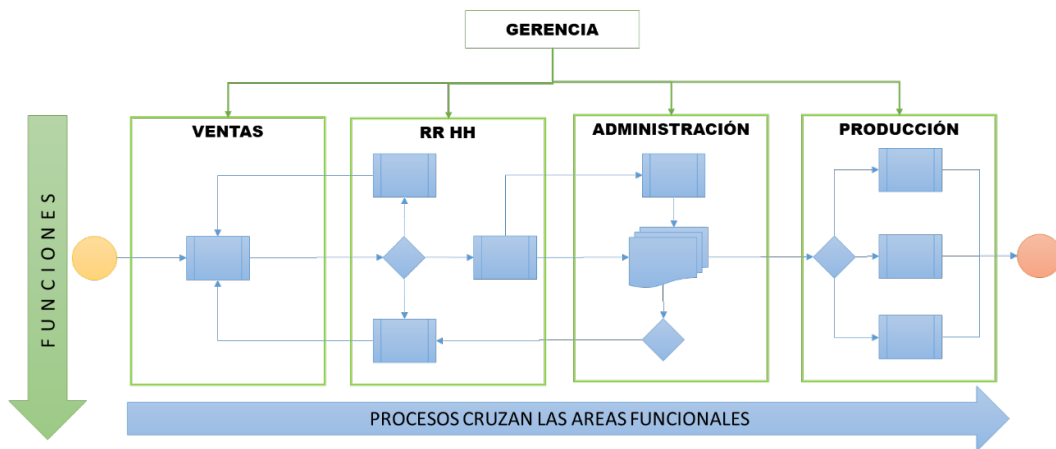 GERENCIA
VENTAS
RR HH
ADMINISTRACIÓN
PRODUCCIÓN
FUNCIONES
PROCESOS CRUZAN LAS AREAS FUNCIONALES